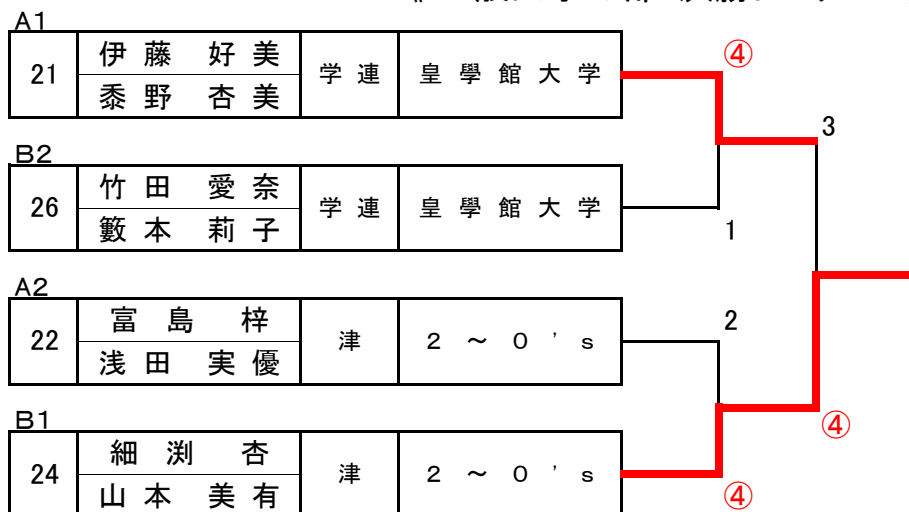 A1
21 伊藤 好美 学連 皇學館大学 ④
黍野 杏美
3
B2
26 竹田 愛奈 学連 皇學館大学
籔本 莉子 1
A2
22 富島 梓 津 2～0's 2
浅田 実優
B1 ④
24 細渕 杏 津 2～0's
山本 美有 ④